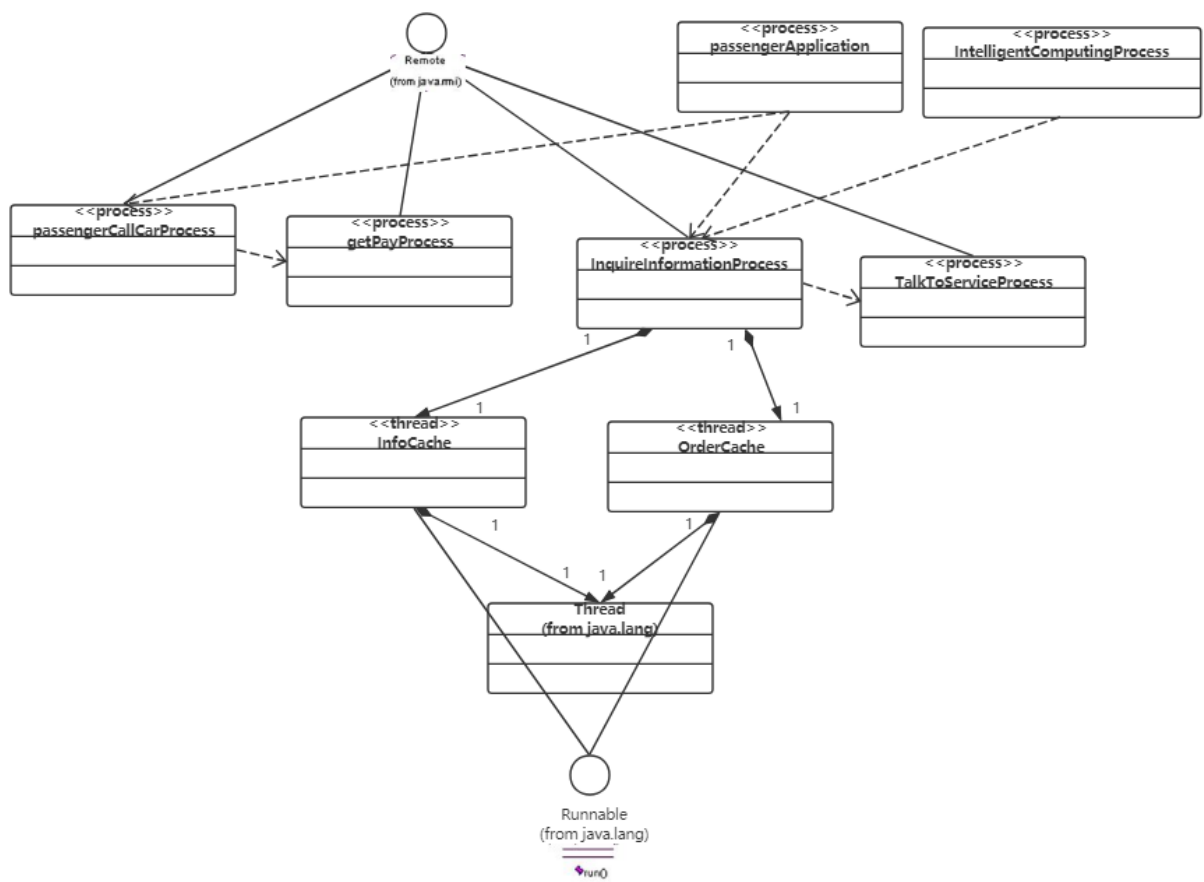 <<process>>
passengerApplication
<<process>>
IntelligentComputingProcess
Remote
(from java.rmi)
<<process>>
passengerCallCarProcess
<<process>>
getPayProcess
<<process>>
InquireInformationProcess
<<process>>
TalkToServiceProcess
1
1
1
1
<<thread>>
InfoCache
<<thread>>
OrderCache
1
1
1
1
Thread
(from java.lang)
Runnable
(from java.lang)
run()